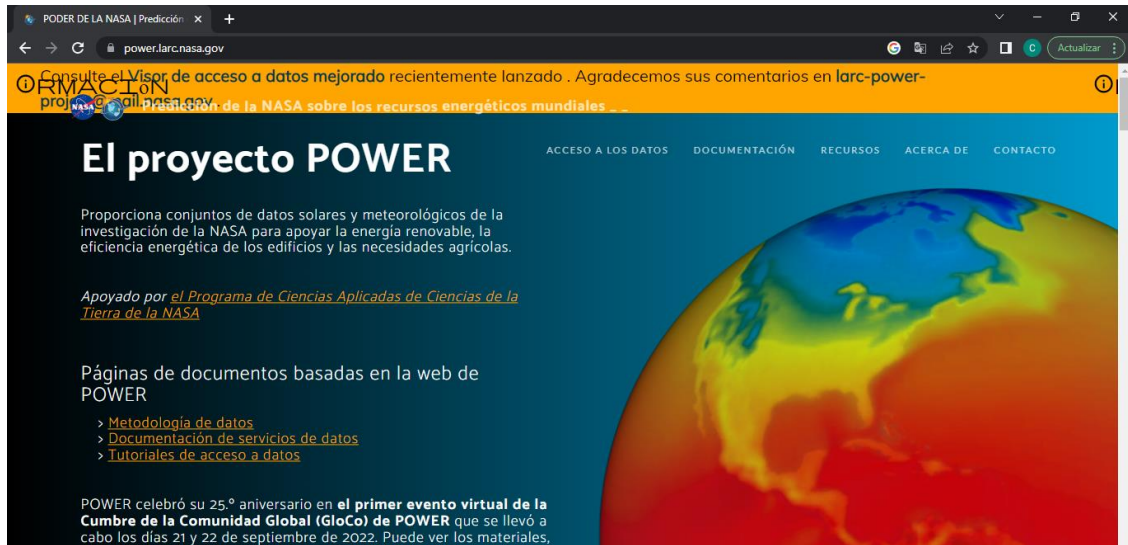 PODER DE LA NASA | Predicción
power.larc.nasa.gov
C
Actualizar
Consulte el Visor de acceso a datos mejorado recientemente lanzado . Agradecemos sus comentarios en larc-power-
RMACIóN
NASA
Predicción de la NASA sobre los recursos energéticos mundiales _ _
El proyecto POWER
ACCESO A LOS DATOS DOCUMENTACIÓN RECURSOS ACERCA DE CONTACTO
Proporciona conjuntos de datos solares y meteorológicos de la
investigación de la NASA para apoyar la energía renovable, la
eficiencia energética de los edificios y las necesidades agrícolas.
Apoyado por el Programa de Ciencias Aplicadas de Ciencias de la
Tierra de la NASA
Páginas de documentos basadas en la web de
POWER
> Metodología de datos
> Documentación de servicios de datos
> Tutoriales de acceso a datos
POWER celebró su 25.º aniversario en el primer evento virtual de la
Cumbre de la Comunidad Global (GloCo) de POWER que se llevó a
cabo los días 21 y 22 de septiembre de 2022. Puede ver los materiales,